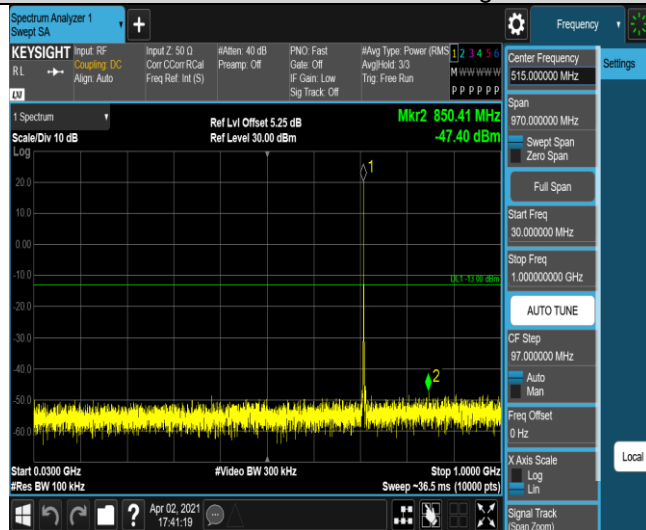 Spectrum Analyzer 1
Swept SA
+
Frequency
KEYSIGHT
Input: RF
Input Z: 50 Ω
#Atten: 40 dB
PNO: Fast
#Avg Type: Power (RMS
1 2 3 4 5 6
RL
Coupling: DC
Corr CCorr RCal
Preamp: Off
Gate: Off
Avg|Hold: 3/3
M W W W W W
Align: Auto
Freq Ref: Int (S)
IF Gain: Low
Trig: Free Run
Sig Track: Off
P P P P P P
LXI
1 Spectrum
Ref Lvl Offset 5.25 dB
Mkr2 850.41 MHz
Scale/Div 10 dB
Ref Level 30.00 dBm
-47.40 dBm
Log
1
20.0
10.0
0.00
-10.0
DL1 -13.00 dBm
-30.0
-40.0
2
-50.0
-60.0
Start 0.0300 GHz
#Video BW 300 kHz
Stop 1.0000 GHz
#Res BW 100 kHz
Sweep ~36.5 ms (10000 pts)
Center Frequency
515.000000 MHz
Settings
Span
970.000000 MHz
Swept Span
Zero Span
Full Span
Start Freq
30.000000 MHz
Stop Freq
1.000000000 GHz
AUTO TUNE
CF Step
97.000000 MHz
Auto
Man
Freq Offset
0 Hz
X Axis Scale
Log
Lin
Local
Signal Track
(Span Zoom)
?
Apr 02, 2021
17:41:19